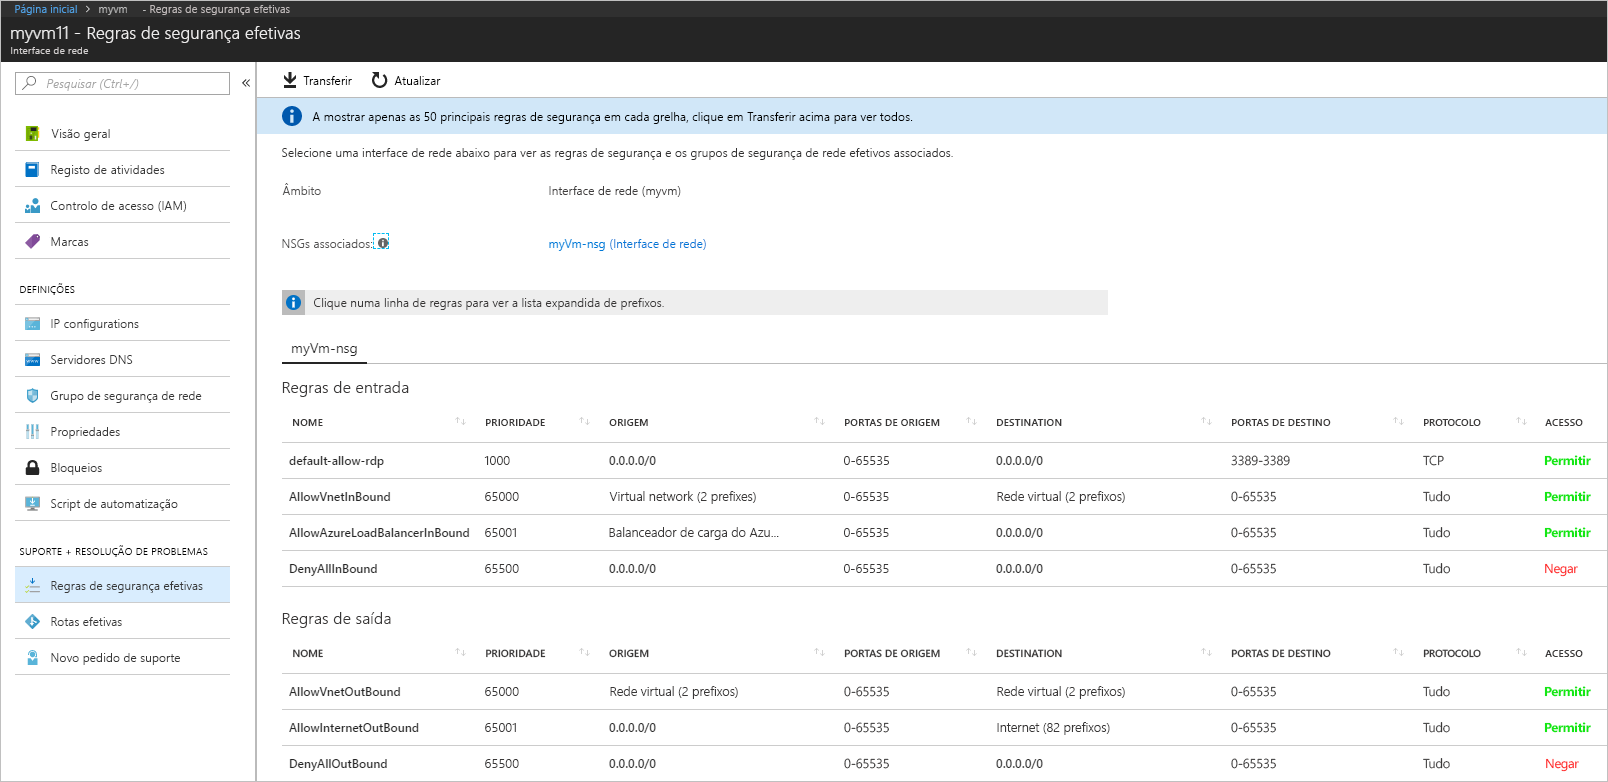 Página inicial > myvm - Regras de segurança efetivas
myvm11 - Regras de segurança efetivas
Interface de rede
Pesquisar (Ctrl+/)
«
Visão geral
Registo de atividades
Controlo de acesso (IAM)
Marcas
DEFINIÇÕES
IP configurations
Servidores DNS
Grupo de segurança de rede
Propriedades
Bloqueios
Script de automatização
SUPORTE + RESOLUÇÃO DE PROBLEMAS
Regras de segurança efetivas
Rotas efetivas
Novo pedido de suporte
Transferir Atualizar
A mostrar apenas as 50 principais regras de segurança em cada grelha, clique em Transferir acima para ver todos.
Selecione uma interface de rede abaixo para ver as regras de segurança e os grupos de segurança de rede efetivos associados.
Âmbito Interface de rede (myvm)
NSGs associados: myVm-nsg (Interface de rede)
Clique numa linha de regras para ver a lista expandida de prefixos.
myVm-nsg
Regras de entrada
NOME PRIORIDADE ORIGEM PORTAS DE ORIGEM DESTINATION PORTAS DE DESTINO PROTOCOLO ACESSO
default-allow-rdp 1000 0.0.0.0/0 0-65535 0.0.0.0/0 3389-3389 TCP Permitir
AllowVnetInBound 65000 Virtual network (2 prefixes) 0-65535 Rede virtual (2 prefixos) 0-65535 Tudo Permitir
AllowAzureLoadBalancerInBound 65001 Balanceador de carga do Azu... 0-65535 0.0.0.0/0 0-65535 Tudo Permitir
DenyAllInBound 65500 0.0.0.0/0 0-65535 0.0.0.0/0 0-65535 Tudo Negar
Regras de saída
NOME PRIORIDADE ORIGEM PORTAS DE ORIGEM DESTINATION PORTAS DE DESTINO PROTOCOLO ACESSO
AllowVnetOutBound 65000 Rede virtual (2 prefixos) 0-65535 Rede virtual (2 prefixos) 0-65535 Tudo Permitir
AllowInternetOutBound 65001 0.0.0.0/0 0-65535 Internet (82 prefixos) 0-65535 Tudo Permitir
DenyAllOutBound 65500 0.0.0.0/0 0-65535 0.0.0.0/0 0-65535 Tudo Negar